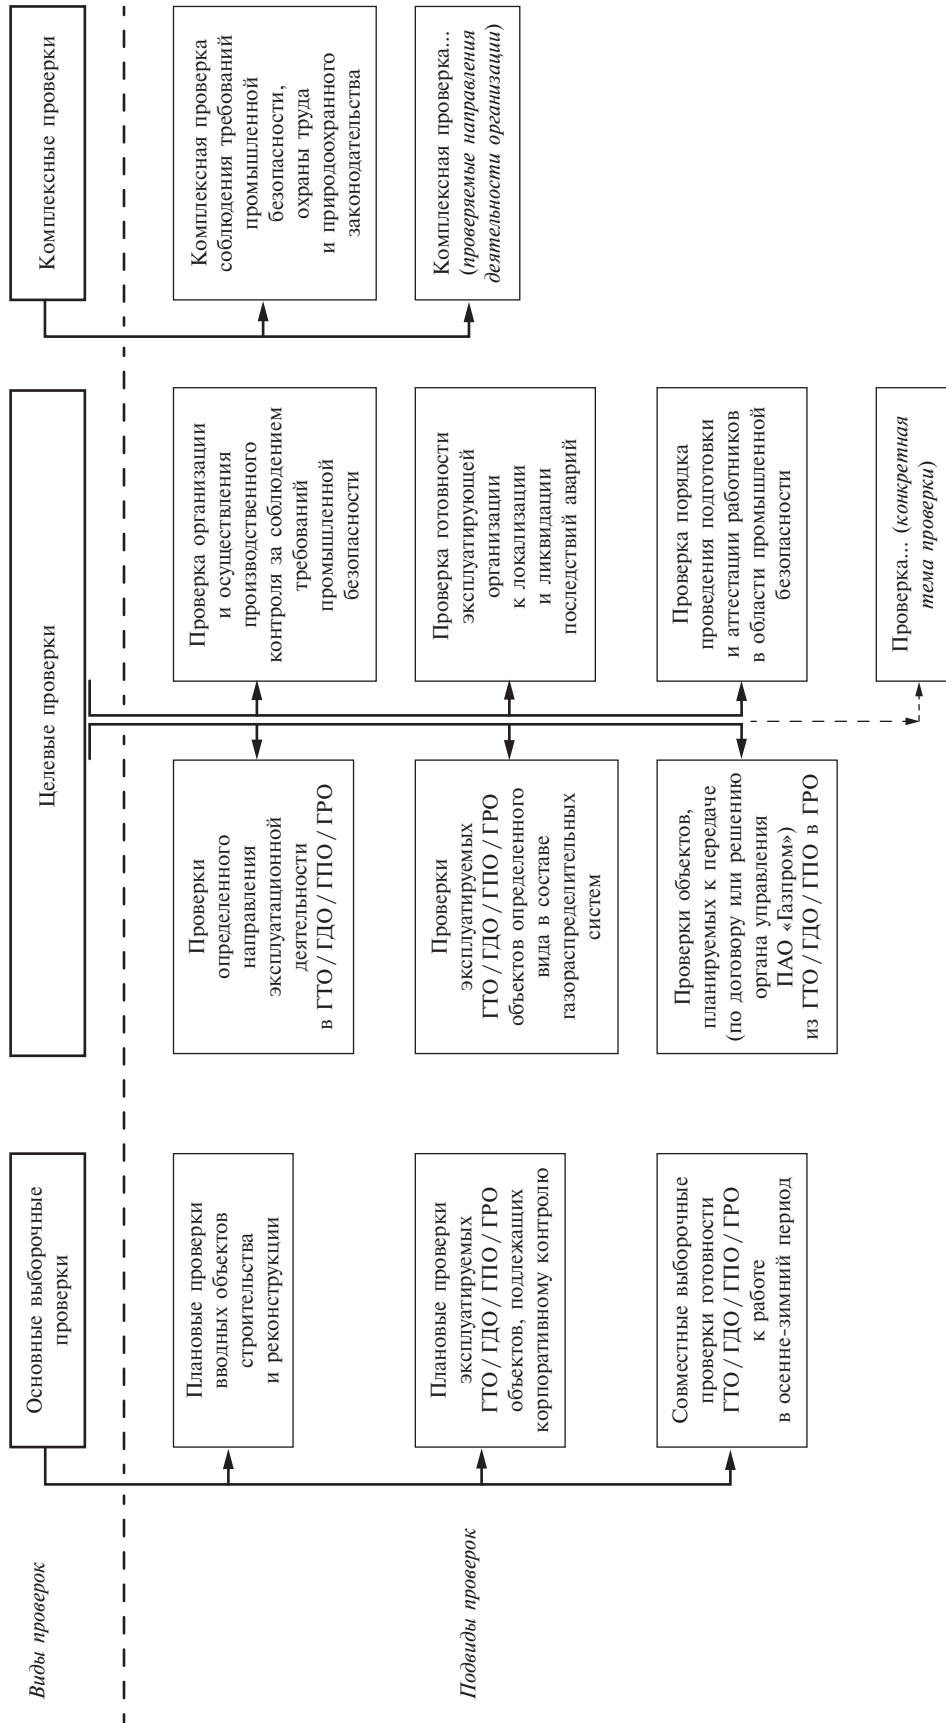 Виды проверок
Основные выборочные
проверки
Целевые проверки
Комплексные проверки
Подвиды проверок
Плановые проверки
вводных объектов
строительства
и реконструкции
Плановые проверки
эксплуатируемых
ГТО / ГДО / ГПО / ГРО
объектов, подлежащих
корпоративному контролю
Совместные выборочные
проверки готовности
ГТО / ГДО / ГПО / ГРО
к работе
в осенне-зимний период
Проверки
определенного
направления
эксплуатационной
деятельности
в ГТО / ГДО / ГПО / ГРО
Проверки
эксплуатируемых
ГТО / ГДО / ГПО / ГРО
объектов определенного
вида в составе
газораспределительных
систем
Проверки объектов,
планируемых к передаче
(по договору или решению
органа управления
ПАО «Газпром»)
из ГТО / ГДО / ГПО в ГРО
Проверка организации
и осуществления
производственного
контроля за соблюдением
требований
промышленной
безопасности
Проверка готовности
эксплуатирующей
организации
к локализации
и ликвидации
последствий аварий
Проверка порядка
проведения подготовки
и аттестации работников
в области промышленной
безопасности
Проверка... (конкретная
тема проверки)
Комплексная проверка
соблюдения требований
промышленной
безопасности,
охраны труда
и природоохранного
законодательства
Комплексная проверка...
(проверяемые направления
деятельности организации)